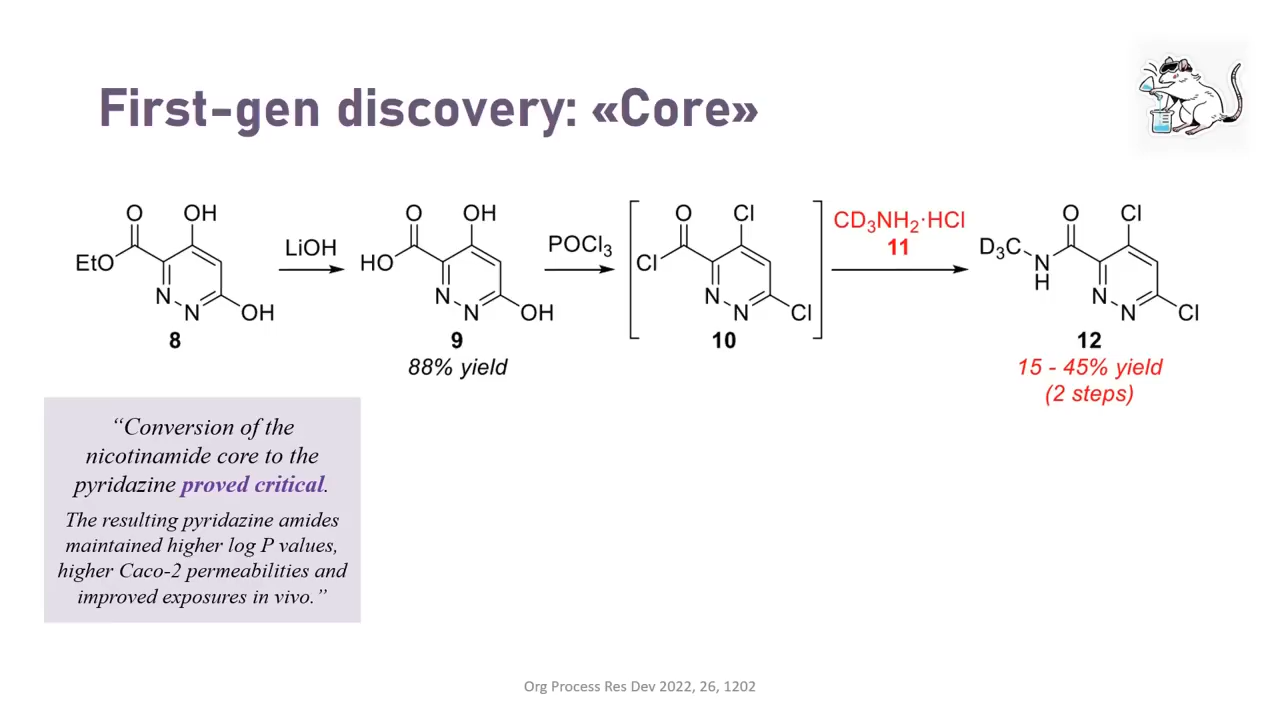 First-gen discovery: «Core»
O OH
EtO
N N OH
8
LiOH
O OH
HO
N N OH
9
88% yield
POCl₃
O Cl
Cl
N N Cl
10
CD₃NH₂·HCl
11
O Cl
D₃C N H
N N Cl
12
15 - 45% yield
(2 steps)
“Conversion of the
nicotinamide core to the
pyridazine proved critical.
The resulting pyridazine amides
maintained higher log P values,
higher Caco-2 permeabilities and
improved exposures in vivo.”
Org Process Res Dev 2022, 26, 1202